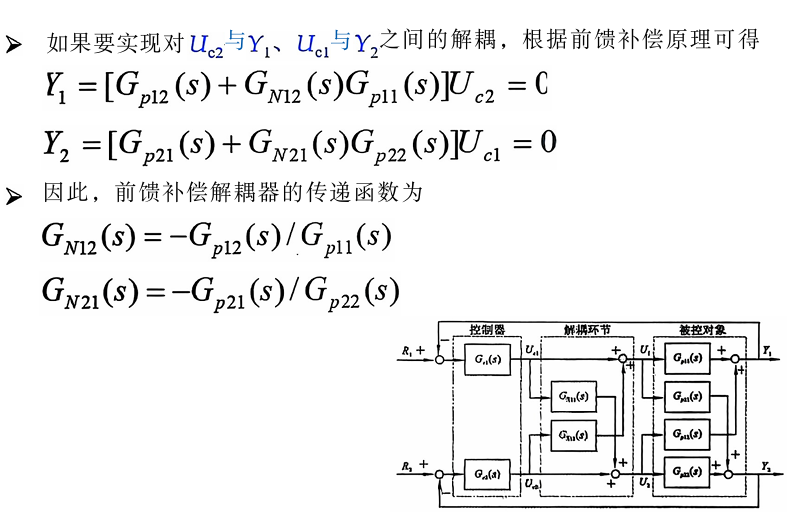 ➢ 如果要实现对Uc2与Y1、Uc1与Y2之间的解耦，根据前馈补偿原理可得
Y1 = [Gp12(s) + GN12(s)Gp11(s)]Uc2 = 0
Y2 = [Gp21(s) + GN21(s)Gp22(s)]Uc1 = 0
➢ 因此，前馈补偿解耦器的传递函数为
GN12(s) = −Gp12(s) / Gp11(s)
GN21(s) = −Gp21(s) / Gp22(s)
控制器 解耦环节 被控对象
R1 + − Gc1(s) Uc1 + + U1 Gp11(s) + + Y1
Gp21(s)
Gp12(s)
R2 + − Gc2(s) Uc2 + + U2 Gp22(s) + + Y2